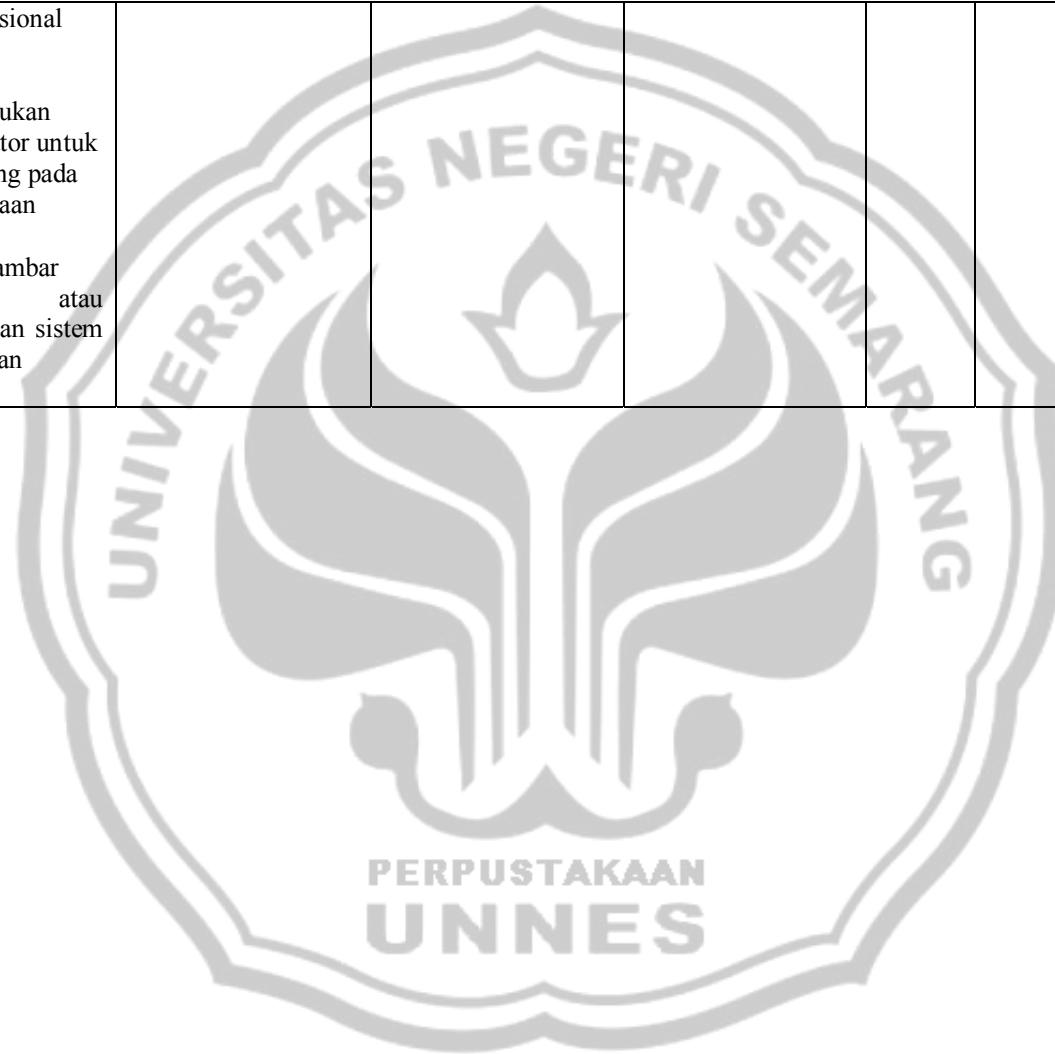 sional
ukan
tor untuk
ng pada
aan
ambar
atau
an sistem
an
UNIVERSITAS NEGERI SEMARANG
PERPUSTAKAAN
UNNES